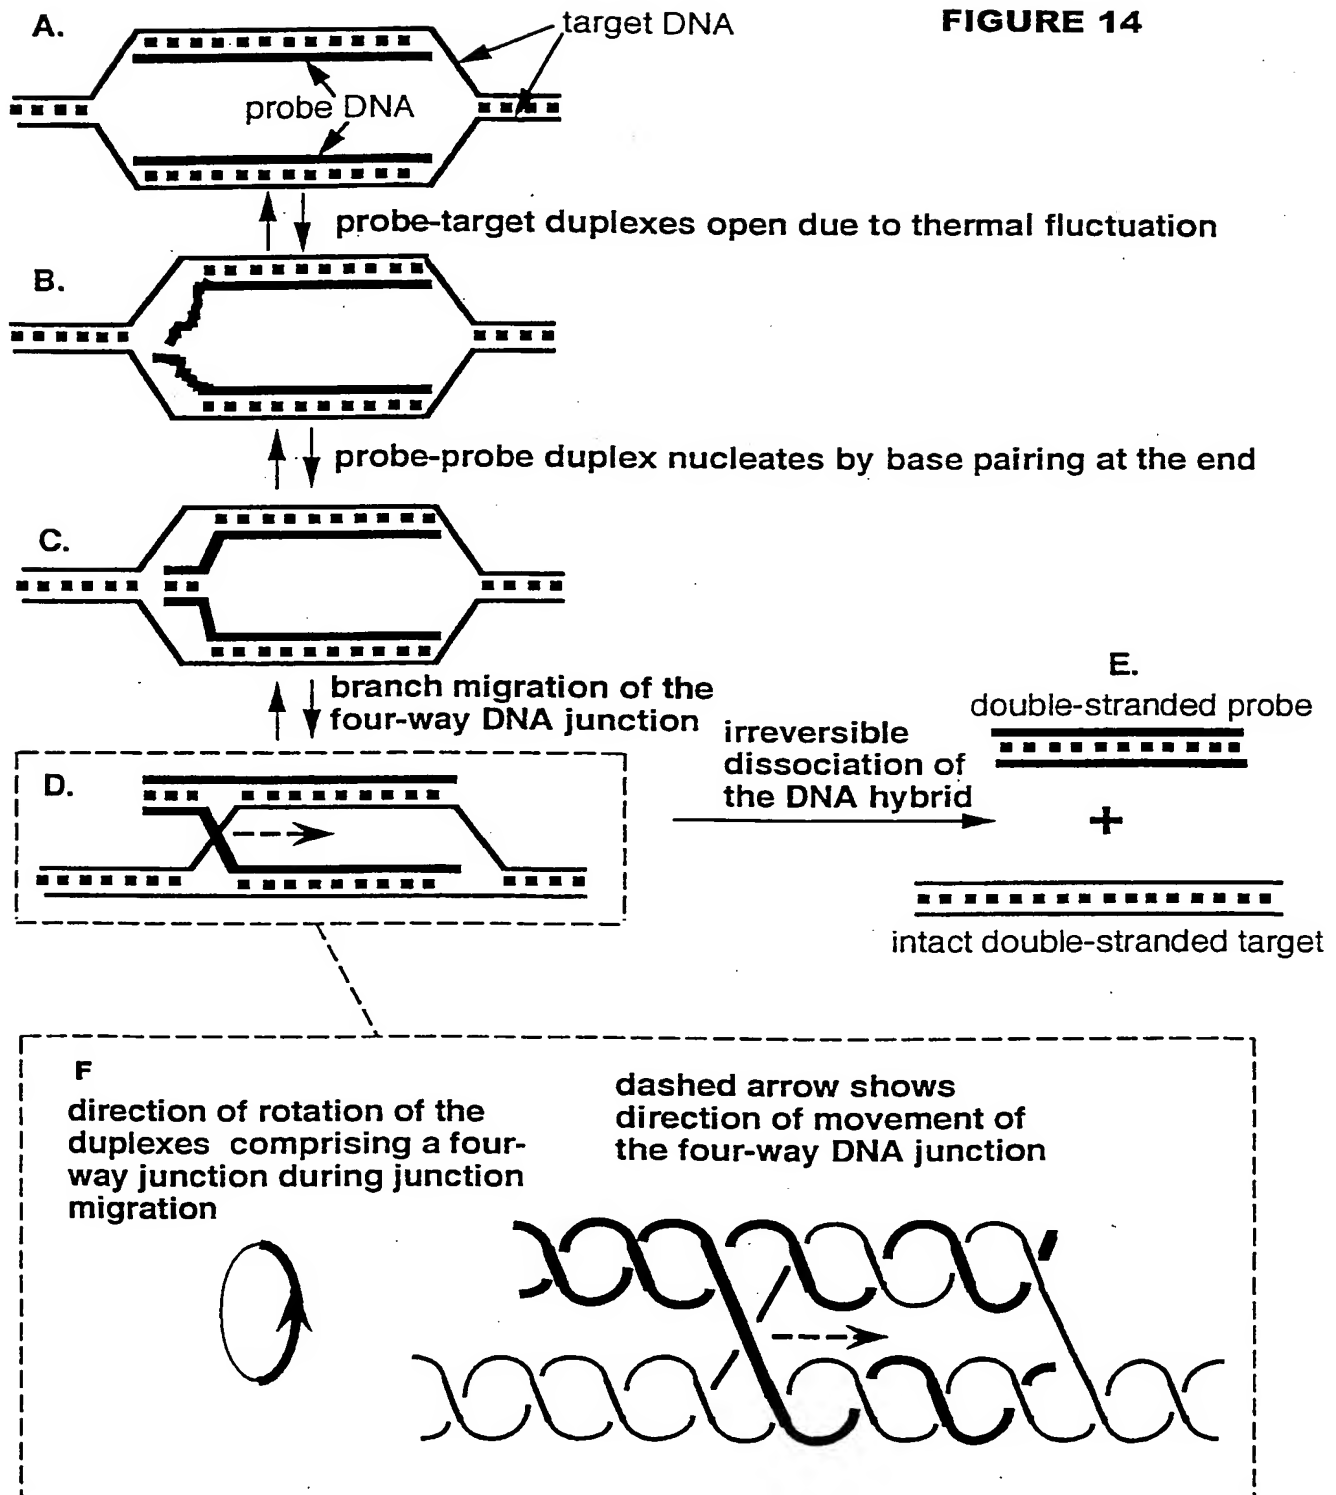 FIGURE 14
A.
target DNA
probe DNA
probe-target duplexes open due to thermal fluctuation
B.
probe-probe duplex nucleates by base pairing at the end
C.
branch migration of the
four-way DNA junction
D.
irreversible
dissociation of
the DNA hybrid
E.
double-stranded probe
+
intact double-stranded target
F
direction of rotation of the
duplexes comprising a four-
way junction during junction
migration
dashed arrow shows
direction of movement of
the four-way DNA junction